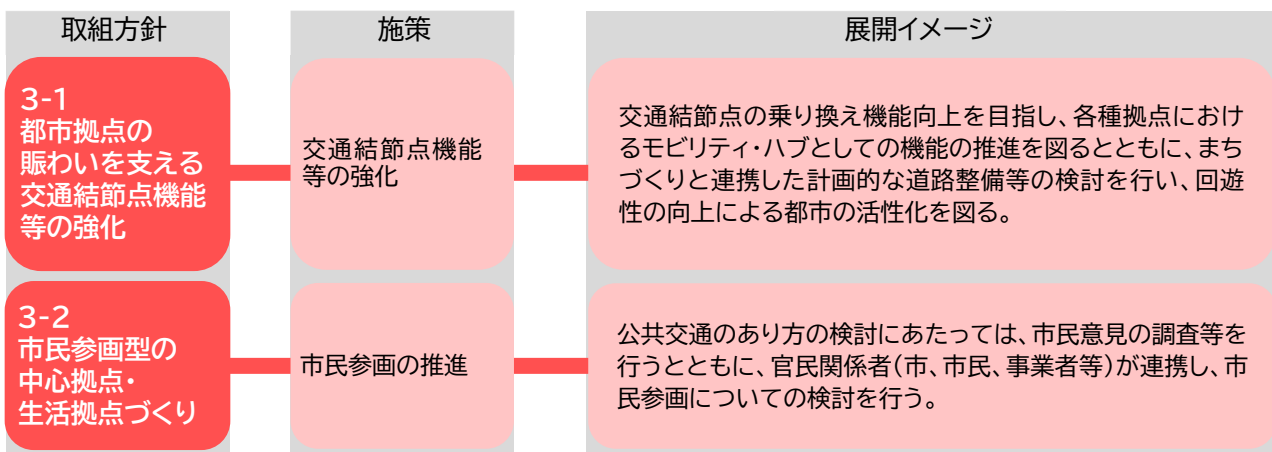 取組方針
施策
展開イメージ
3-1
都市拠点の
賑わいを支える
交通結節点機能
等の強化
交通結節点機能
等の強化
交通結節点の乗り換え機能向上を目指し、各種拠点におけ
るモビリティ・ハブとしての機能の推進を図るとともに、まち
づくりと連携した計画的な道路整備等の検討を行い、回遊
性の向上による都市の活性化を図る。
3-2
市民参画型の
中心拠点・
生活拠点づくり
市民参画の推進
公共交通のあり方の検討にあたっては、市民意見の調査等を
行うとともに、官民関係者(市、市民、事業者等)が連携し、市
民参画についての検討を行う。